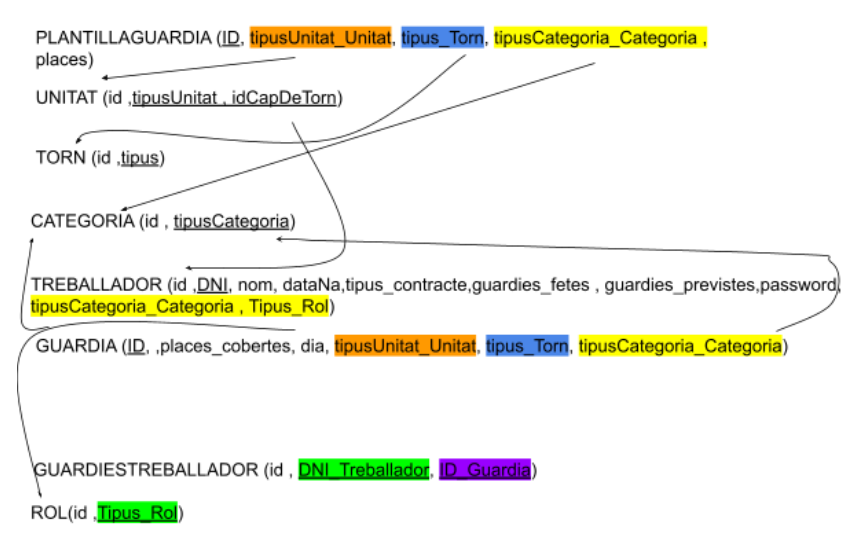 PLANTILLAGUARDIA (ID, tipusUnitat_Unitat, tipus_Torn, tipusCategoria_Categoria ,
places)
UNITAT (id ,tipusUnitat , idCapDeTorn)
TORN (id ,tipus)
CATEGORIA (id , tipusCategoria)
TREBALLADOR (id ,DNI, nom, dataNa,tipus_contracte,guardies_fetes , guardies_previstes,password,
tipusCategoria_Categoria , Tipus_Rol)
GUARDIA (ID, ,places_cobertes, dia, tipusUnitat_Unitat, tipus_Torn, tipusCategoria_Categoria)
GUARDIESTREBALLADOR (id , DNI_Treballador, ID_Guardia)
ROL(id ,Tipus_Rol)